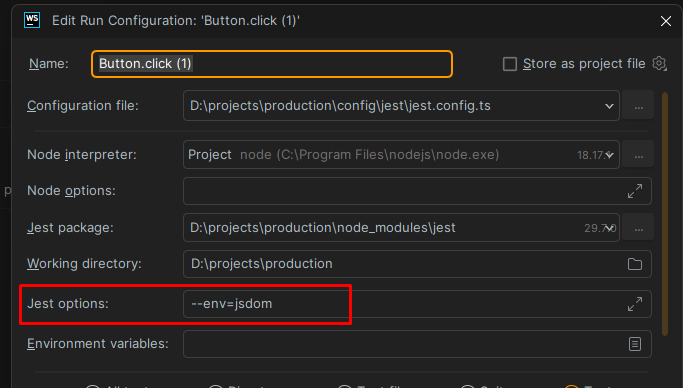 WS Edit Run Configuration: 'Button.click (1)'
Name: Button.click (1) Store as project file
Configuration file: D:\projects\production\config\jest\jest.config.ts ...
Node interpreter: Project node (C:\Program Files\nodejs\node.exe) 18.17.1 ...
Node options:
Jest package: D:\projects\production\node_modules\jest 29.7.0 ...
Working directory: D:\projects\production
Jest options: --env=jsdom
Environment variables: